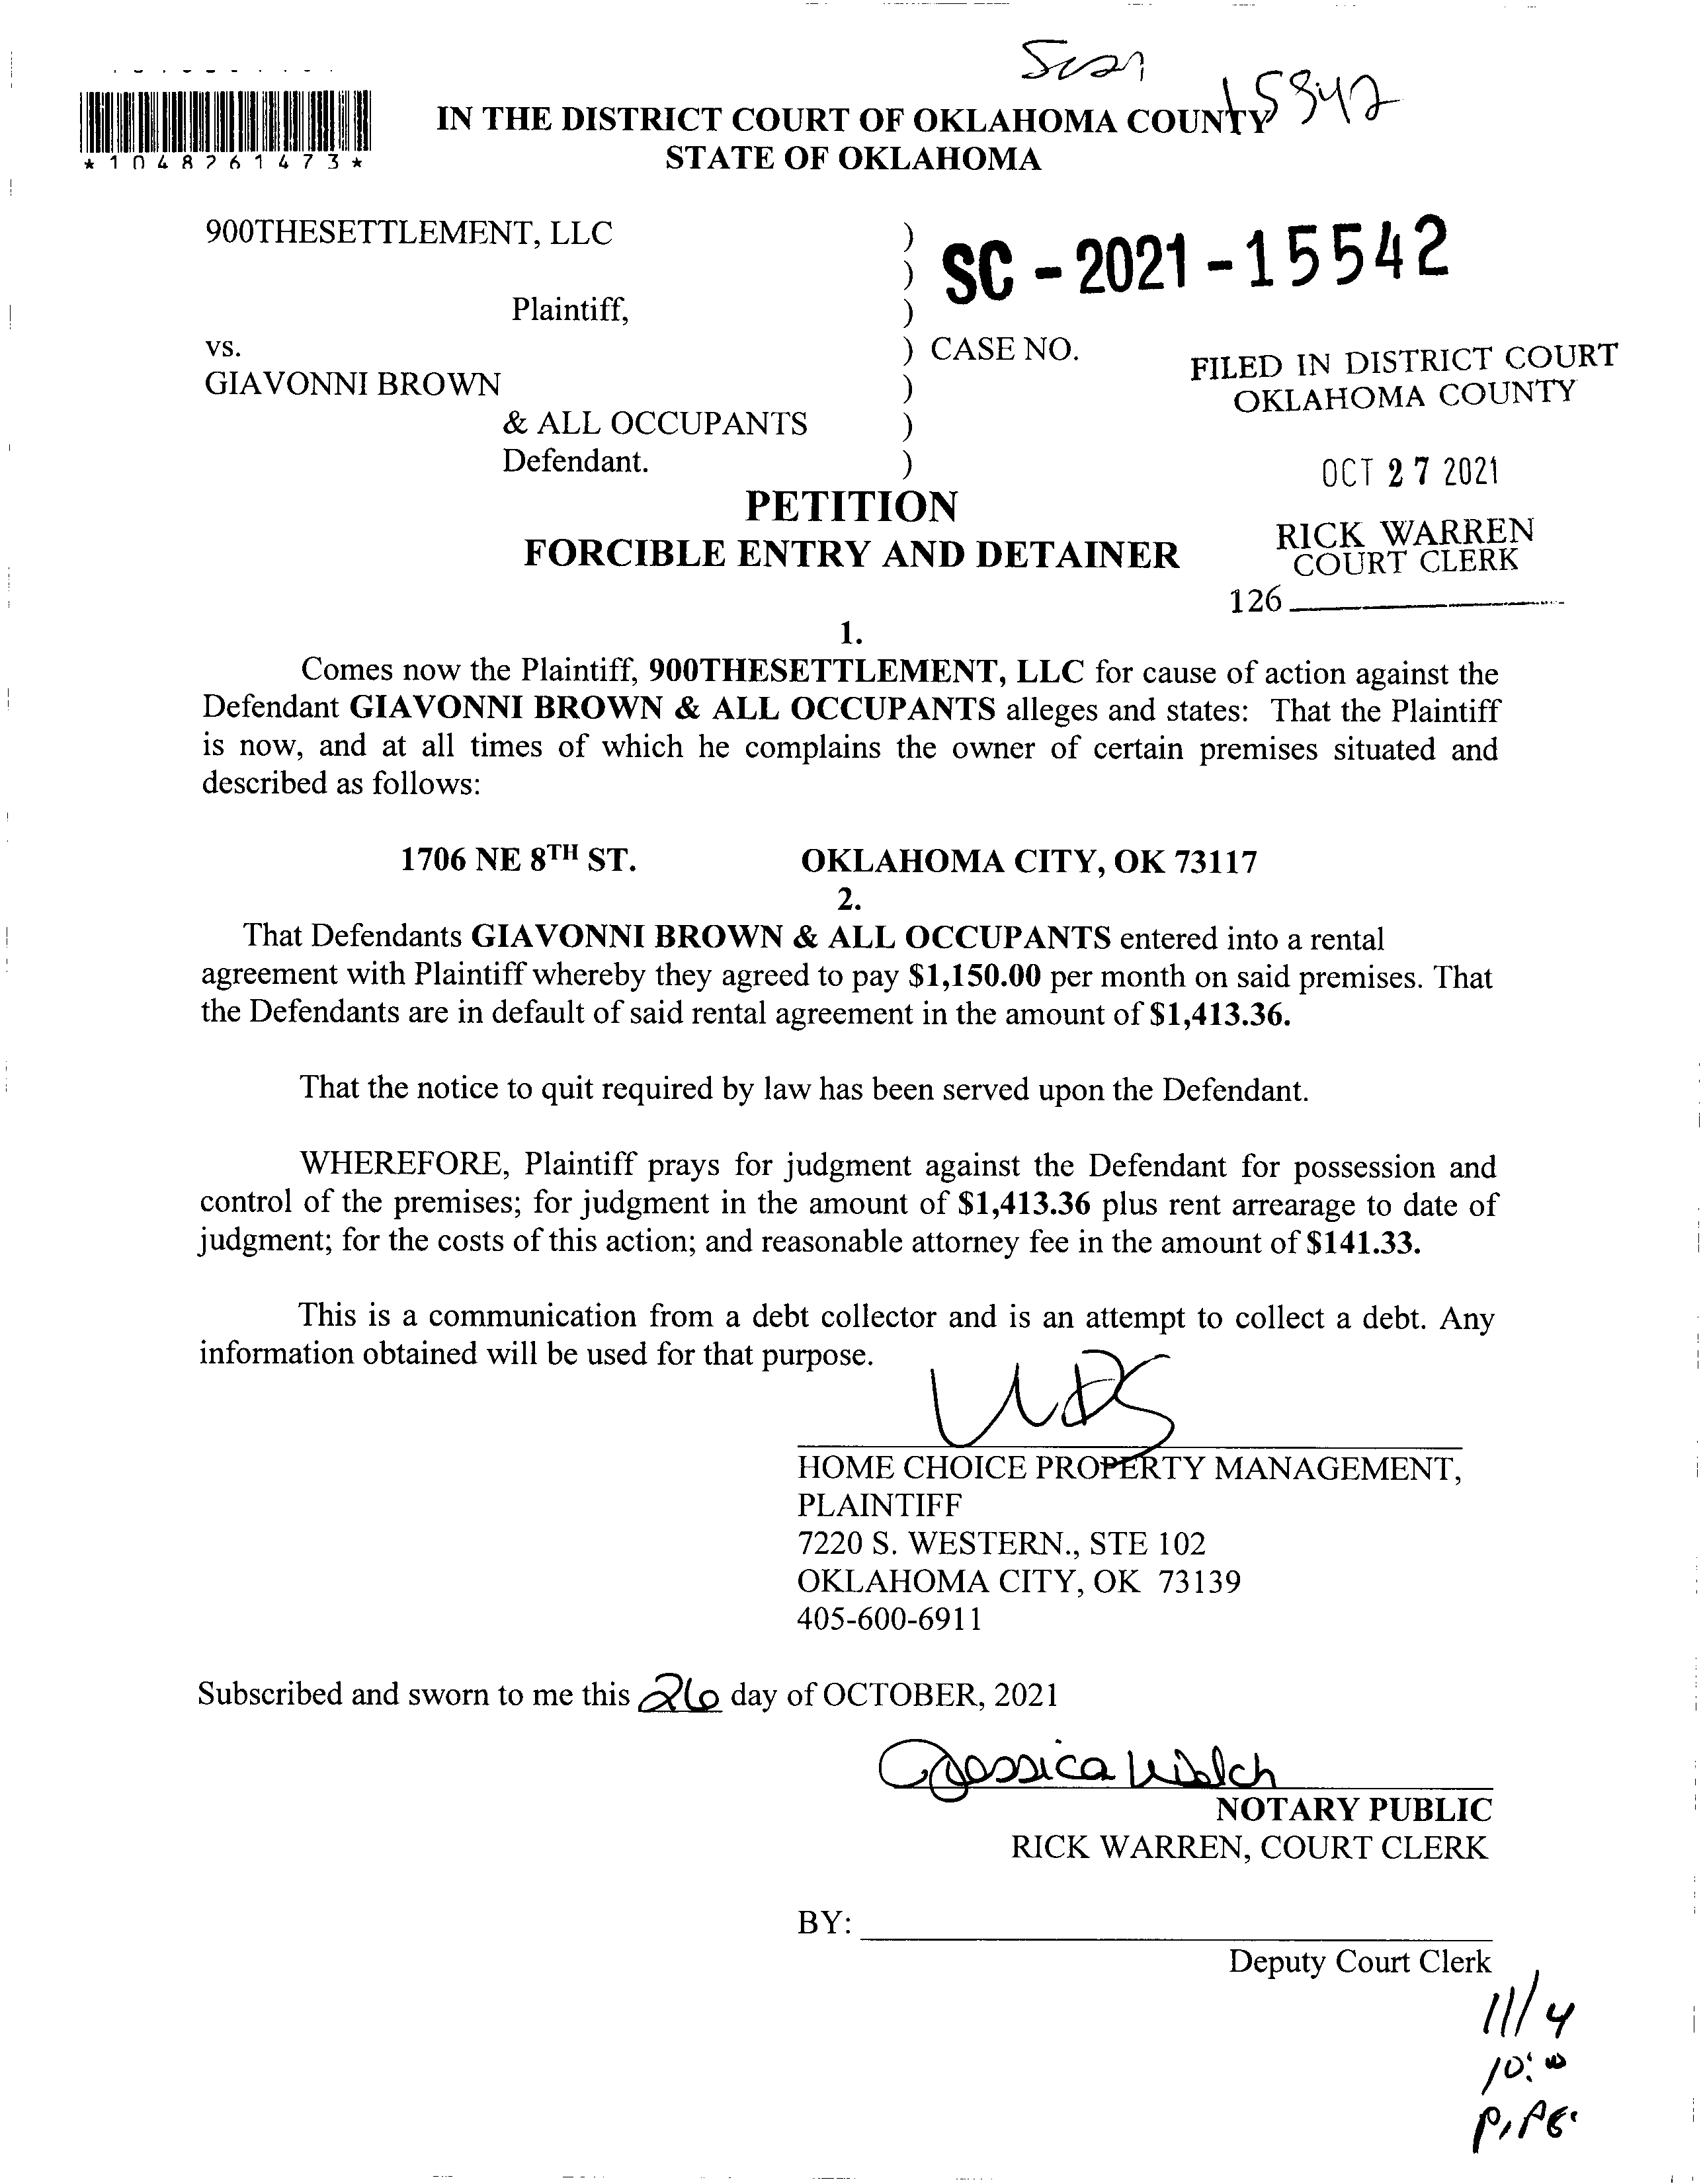 15342
*1048261473*
IN THE DISTRICT COURT OF OKLAHOMA COUNTY
STATE OF OKLAHOMA
900THESETTLEMENT, LLC )
) SC - 2021 - 15542
Plaintiff, )
vs. ) CASE NO.
FILED IN DISTRICT COURT
OKLAHOMA COUNTY
GIAVONNI BROWN )
& ALL OCCUPANTS )
Defendant. )
OCT 27 2021
PETITION
FORCIBLE ENTRY AND DETAINER
RICK WARREN
COURT CLERK
126
1.
Comes now the Plaintiff, 900THESETTLEMENT, LLC for cause of action against the
Defendant GIAVONNI BROWN & ALL OCCUPANTS alleges and states: That the Plaintiff
is now, and at all times of which he complains the owner of certain premises situated and
described as follows:
1706 NE 8TH ST. OKLAHOMA CITY, OK 73117
2.
That Defendants GIAVONNI BROWN & ALL OCCUPANTS entered into a rental
agreement with Plaintiff whereby they agreed to pay $1,150.00 per month on said premises. That
the Defendants are in default of said rental agreement in the amount of $1,413.36.
That the notice to quit required by law has been served upon the Defendant.
WHEREFORE, Plaintiff prays for judgment against the Defendant for possession and
control of the premises; for judgment in the amount of $1,413.36 plus rent arrearage to date of
judgment; for the costs of this action; and reasonable attorney fee in the amount of $141.33.
This is a communication from a debt collector and is an attempt to collect a debt. Any
information obtained will be used for that purpose.
HOME CHOICE PROPERTY MANAGEMENT,
PLAINTIFF
7220 S. WESTERN., STE 102
OKLAHOMA CITY, OK 73139
405-600-6911
Subscribed and sworn to me this 26 day of OCTOBER, 2021
Jessica Welch
NOTARY PUBLIC
RICK WARREN, COURT CLERK
BY:
Deputy Court Clerk
11/4
10:00